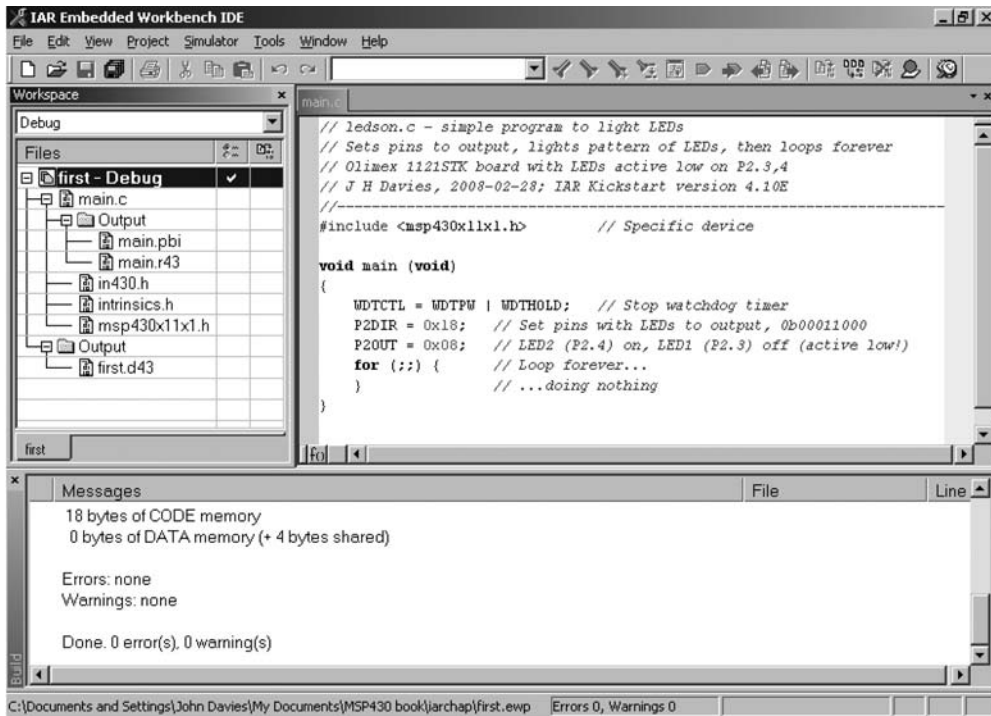 IAR Embedded Workbench IDE
File Edit View Project Simulator Tools Window Help
Workspace
Debug
Files
first - Debug
main.c
Output
main.pbi
main.r43
in430.h
intrinsics.h
msp430x11x1.h
Output
first.d43
first
main.c
// ledson.c - simple program to light LEDs
// Sets pins to output, lights pattern of LEDs, then loops forever
// Olimex 1121STK board with LEDs active low on P2.3,4
// J H Davies, 2008-02-28; IAR Kickstart version 4.10E
//----------------------------------------------------------------------
#include <msp430x11x1.h> // Specific device
void main (void)
{
WDTCTL = WDTPW | WDTHOLD; // Stop watchdog timer
P2DIR = 0x18; // Set pins with LEDs to output, 0b00011000
P2OUT = 0x08; // LED2 (P2.4) on, LED1 (P2.3) off (active low!)
for (;;) { // Loop forever...
} // ...doing nothing
}
fo
Messages File Line
18 bytes of CODE memory
0 bytes of DATA memory (+ 4 bytes shared)
Errors: none
Warnings: none
Done. 0 error(s), 0 warning(s)
Build
C:\Documents and Settings\John Davies\My Documents\MSP430 book\iarchap\first.ewp Errors 0, Warnings 0